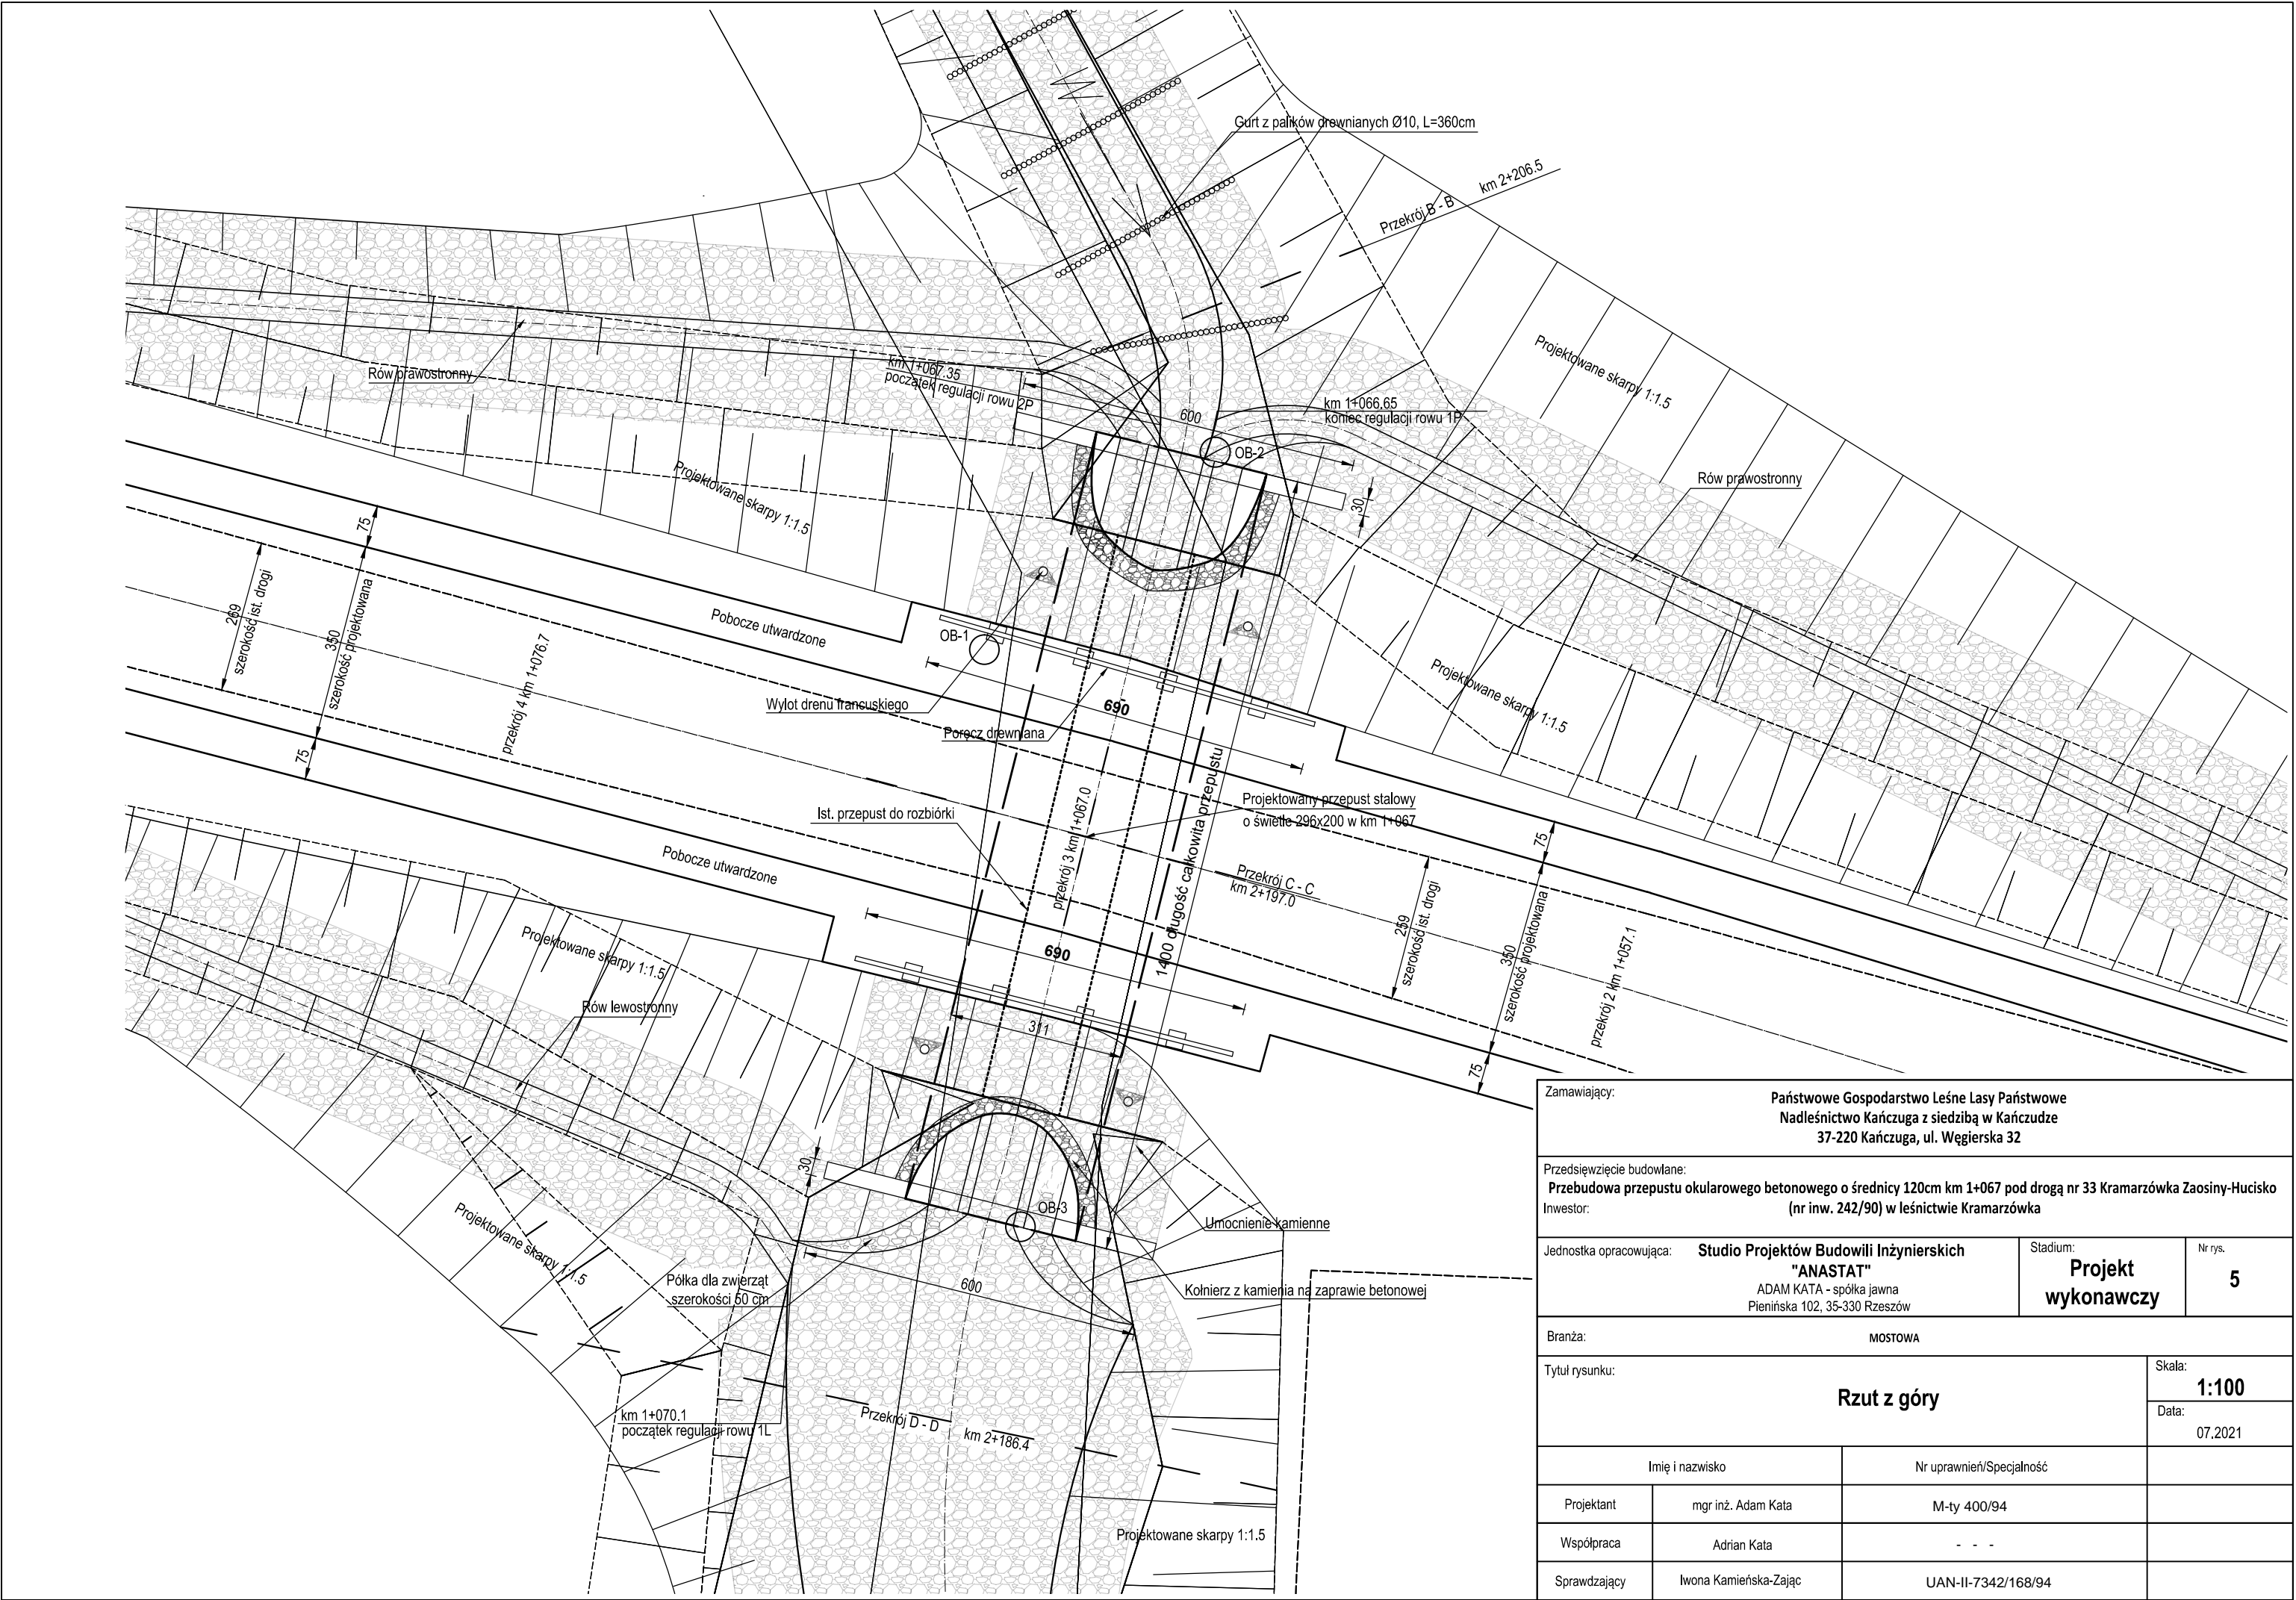 Gurt z palików drewnianych Ø10, L=360cm
km 2+206.5
Przekrój B - B
Projektowane skarpy 1:1.5
Rów prawostronny
km 1+067.35
początek regulacji rowu 2P
600
km 1+066.65
koniec regulacji rowu 1P
OB-2
30
Rów prawostronny
Projektowane skarpy 1:1.5
75
269
szerokość ist. drogi
350
szerokość projektowana
75
przekrój 4 km 1+076.7
Pobocze utwardzone
OB-1
Wylot drenu francuskiego
Poręcz drewniana
690
Projektowane skarpy 1:1.5
Ist. przepust do rozbiórki
przekrój 3 km 1+067.0
1400 długość całkowita przepustu
Projektowany przepust stalowy
o świetle 296x200 w km 1+067
Przekrój C - C
km 2+197.0
75
259
szerokość ist. drogi
350
szerokość projektowana
75
przekrój 2 km 1+057.1
Pobocze utwardzone
690
311
Projektowane skarpy 1:1.5
Rów lewostronny
30
OB-3
Umocnienie kamienne
Projektowane skarpy 1:1.5
Półka dla zwierząt
szerokości 50 cm
600
Kołnierz z kamienia na zaprawie betonowej
km 1+070.1
początek regulacji rowu 1L
Przekrój D - D
km 2+186.4
Projektowane skarpy 1:1.5
Zamawiający:
Państwowe Gospodarstwo Leśne Lasy Państwowe
Nadleśnictwo Kańczuga z siedzibą w Kańczudze
37-220 Kańczuga, ul. Węgierska 32
Przedsięwzięcie budowlane:
Przebudowa przepustu okularowego betonowego o średnicy 120cm km 1+067 pod drogą nr 33 Kramarzówka Zaosiny-Hucisko
Inwestor:
(nr inw. 242/90) w leśnictwie Kramarzówka
Jednostka opracowująca:
Studio Projektów Budowili Inżynierskich
"ANASTAT"
ADAM KATA - spółka jawna
Pienińska 102, 35-330 Rzeszów
Stadium:
Projekt
wykonawczy
Nr rys.
5
Branża:
MOSTOWA
Tytuł rysunku:
Rzut z góry
Skala:
1:100
Data:
07.2021
Imię i nazwisko
Nr uprawnień/Specjalność
Projektant
mgr inż. Adam Kata
M-ty 400/94
Współpraca
Adrian Kata
- - -
Sprawdzający
Iwona Kamieńska-Zając
UAN-II-7342/168/94